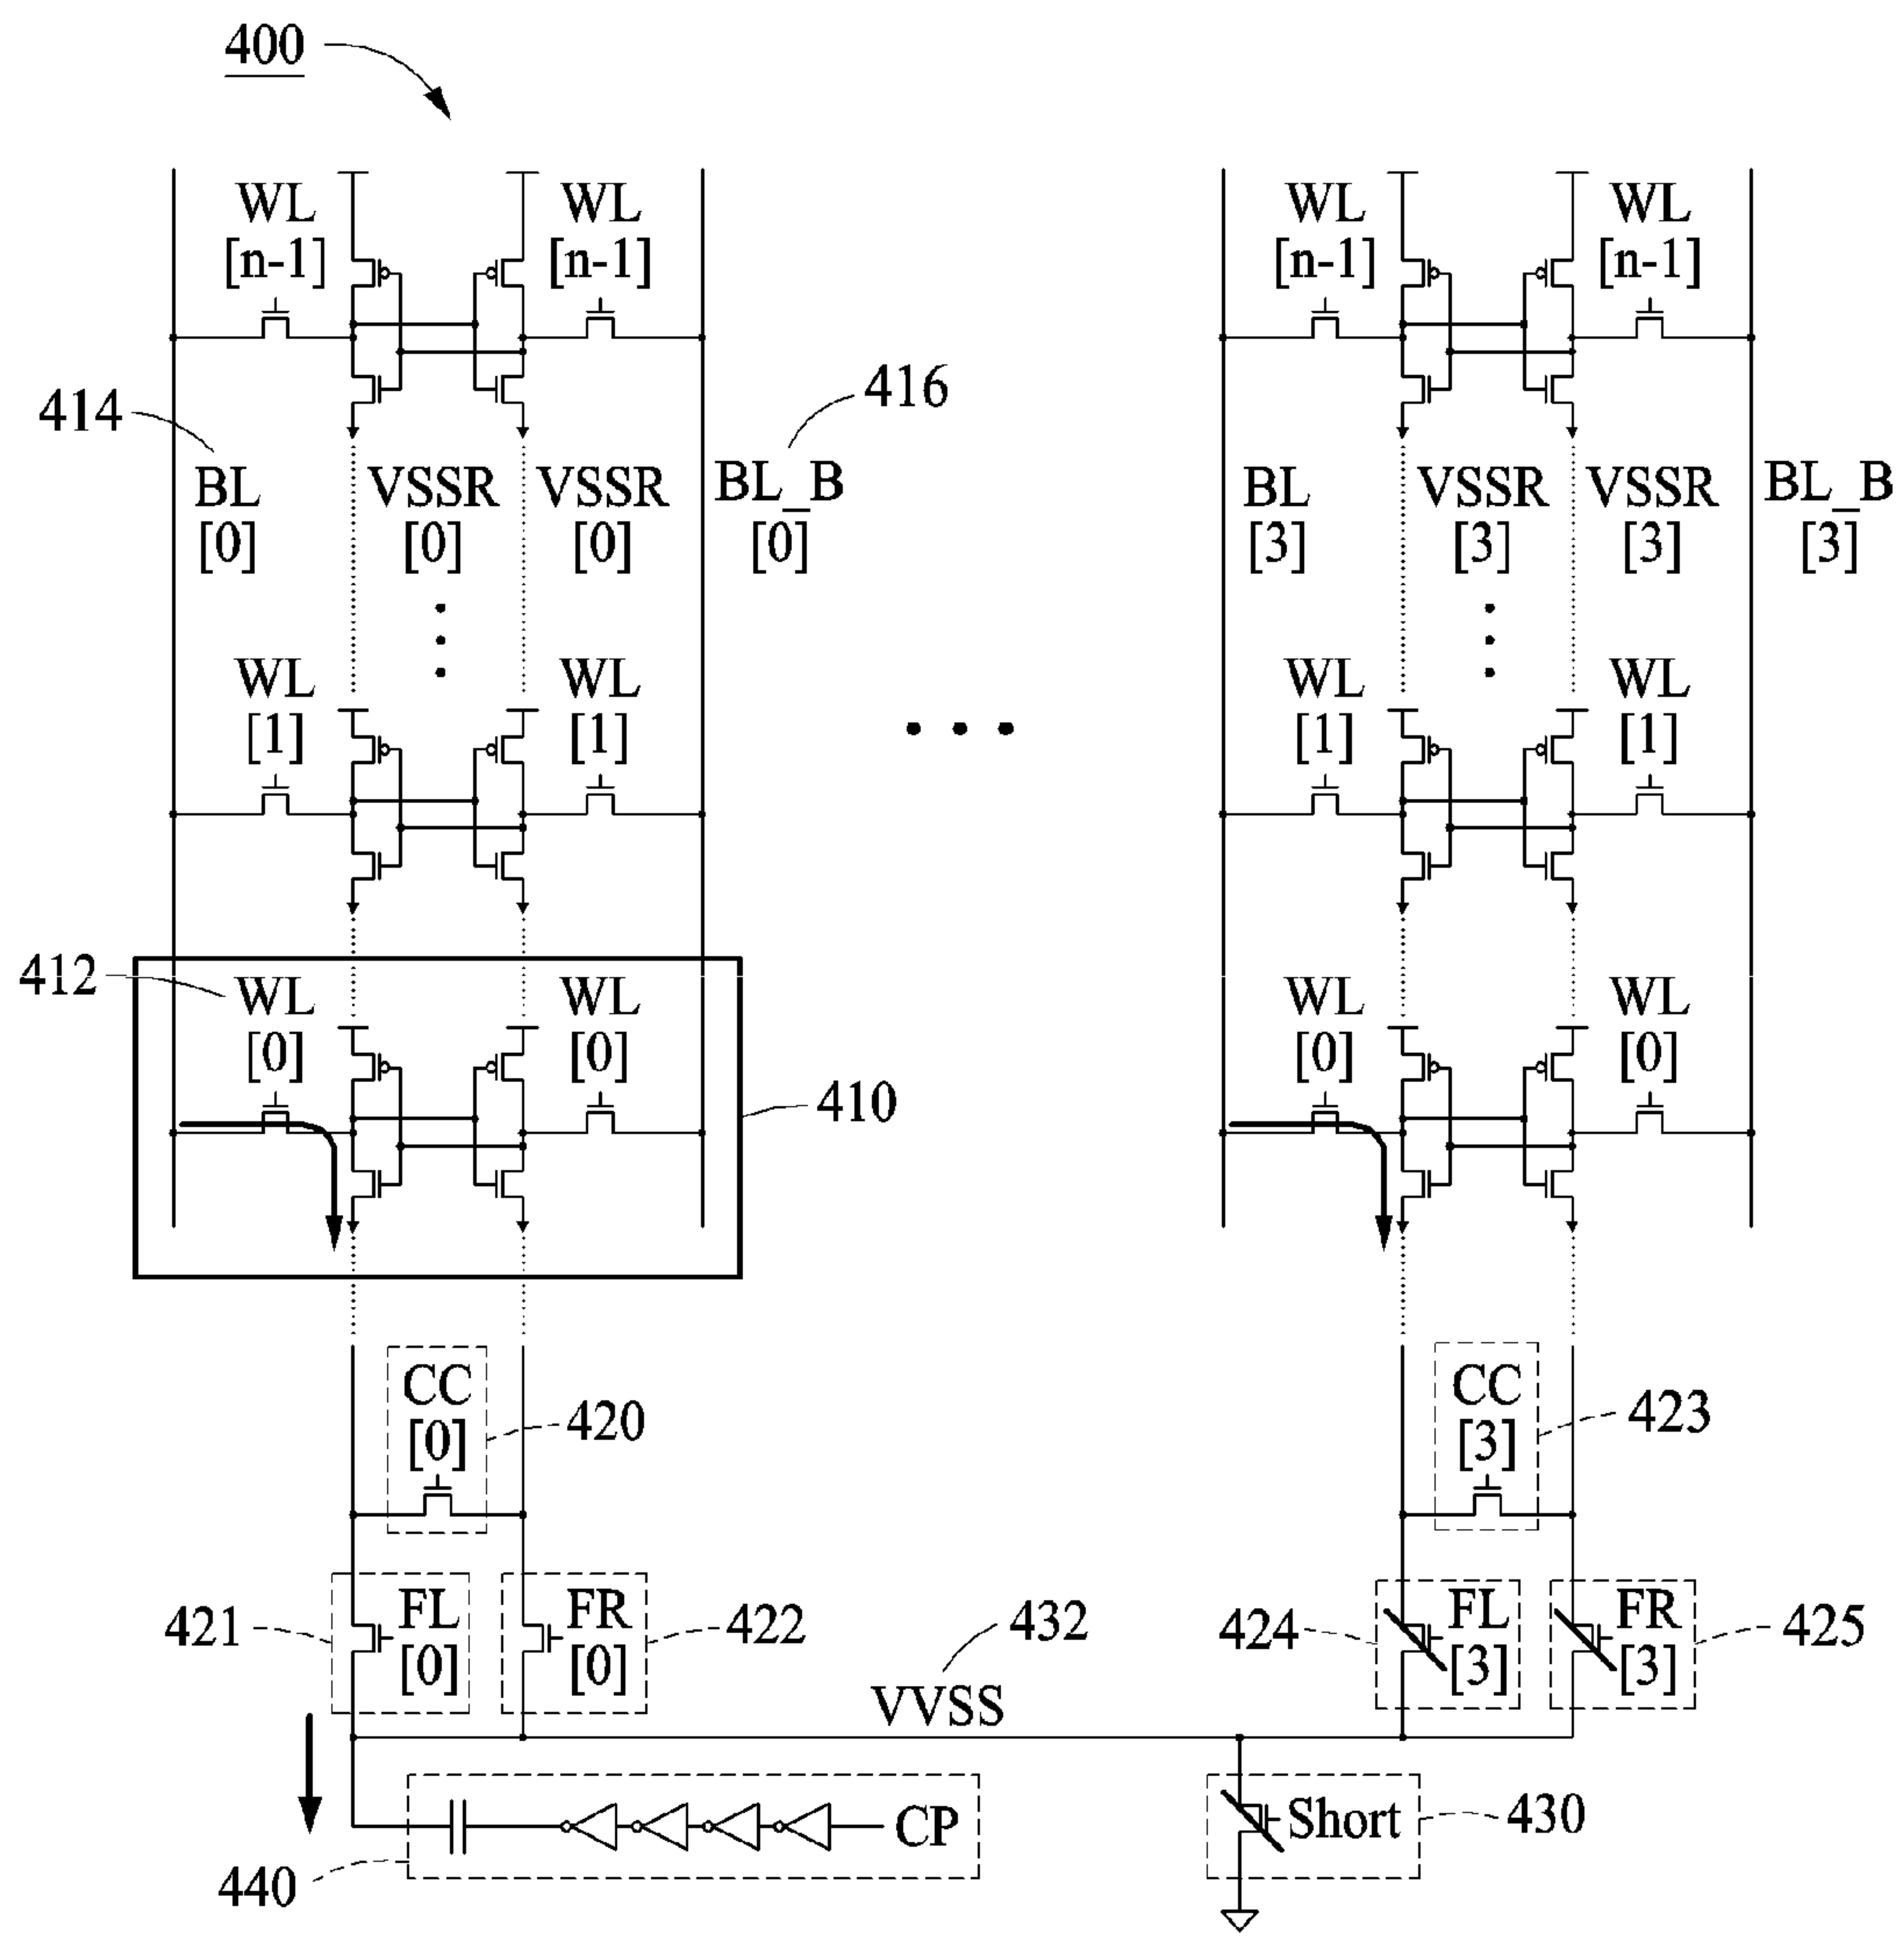 400
WL WL WL WL
[n-1] [n-1] [n-1] [n-1]
414 416
BL VSSR VSSR BL_B BL VSSR VSSR BL_B
[0] [0] [0] [0] [3] [3] [3] [3]
WL WL WL WL
[1] [1] [1] [1]
412 WL WL WL WL
[0] [0] [0] [0]
410
CC CC
[0] 420 [3] 423
421 FL FR 422 432 424 FL FR 425
[0] [0] [3] [3]
VVSS
CP Short 430
440